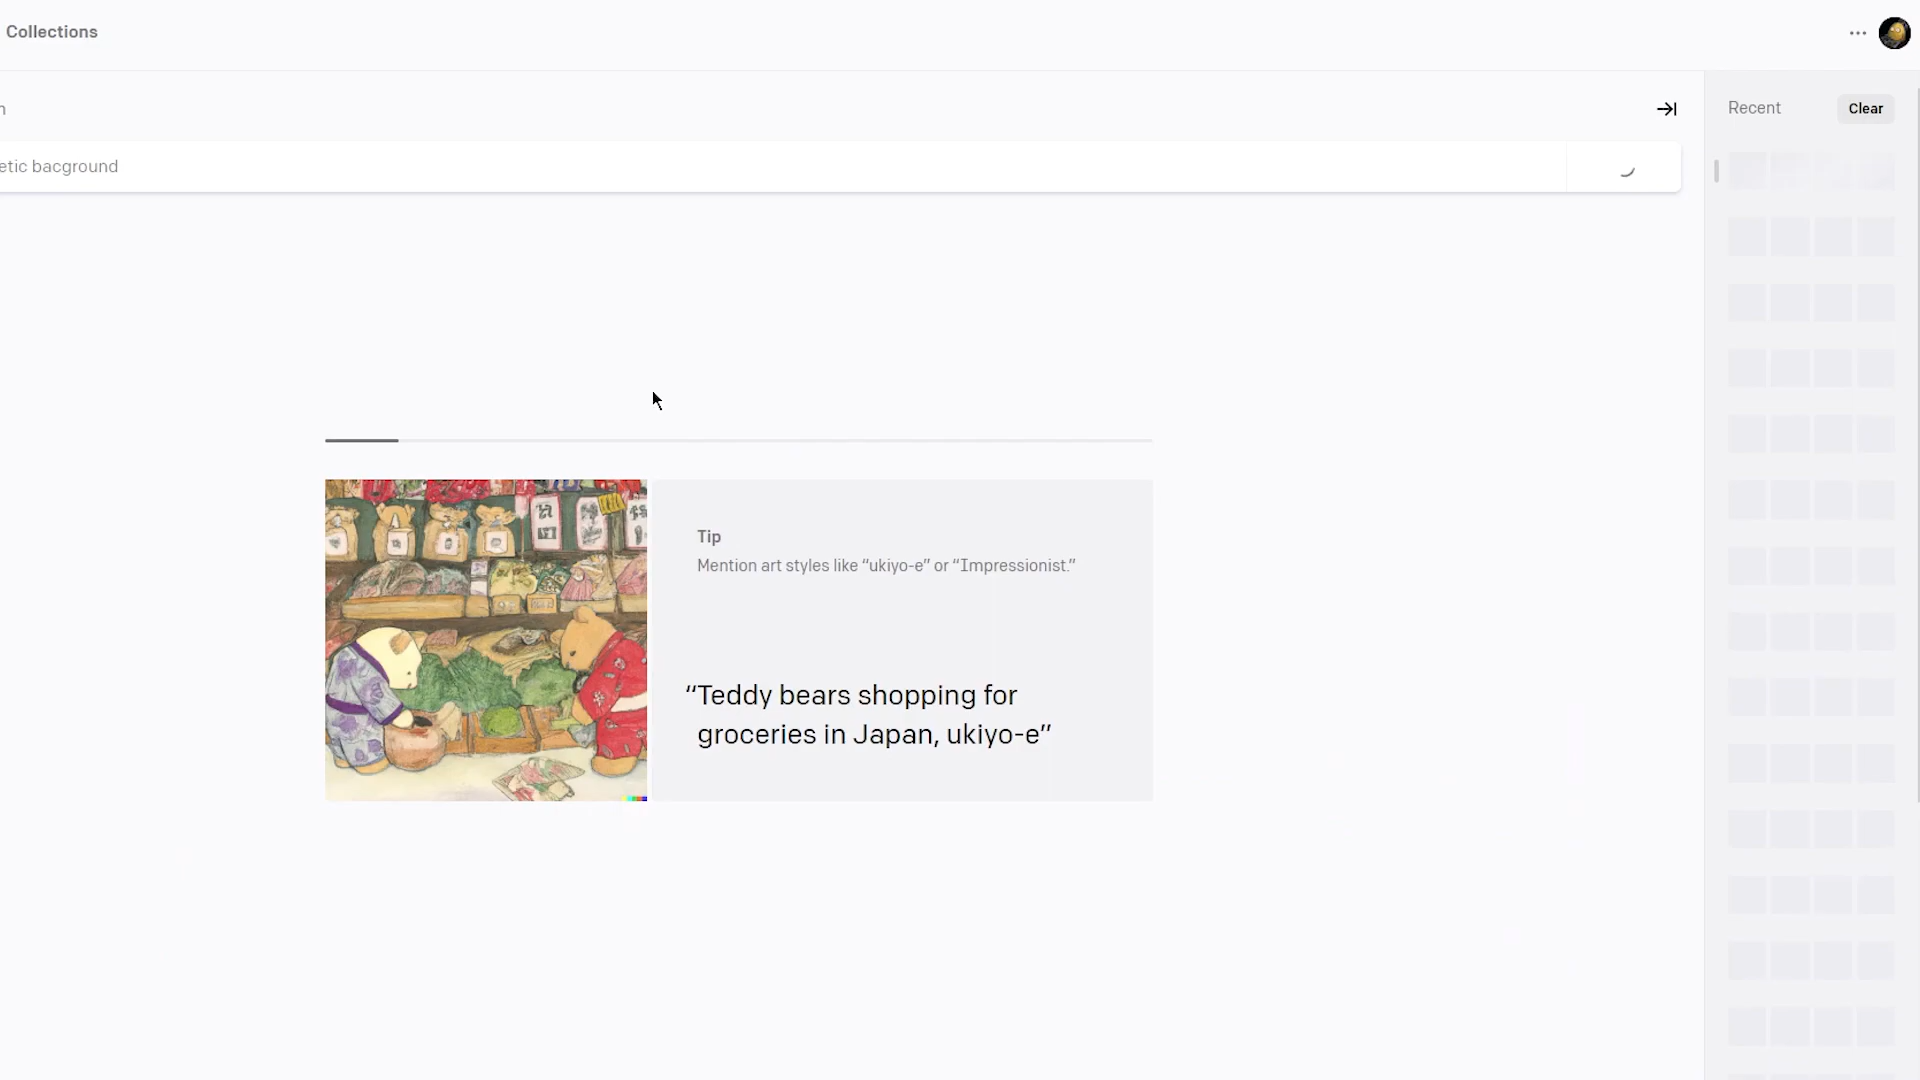 Collections
Recent
Clear
etic bacground
Tip
Mention art styles like “ukiyo-e” or “Impressionist.”
“Teddy bears shopping for
groceries in Japan, ukiyo-e”